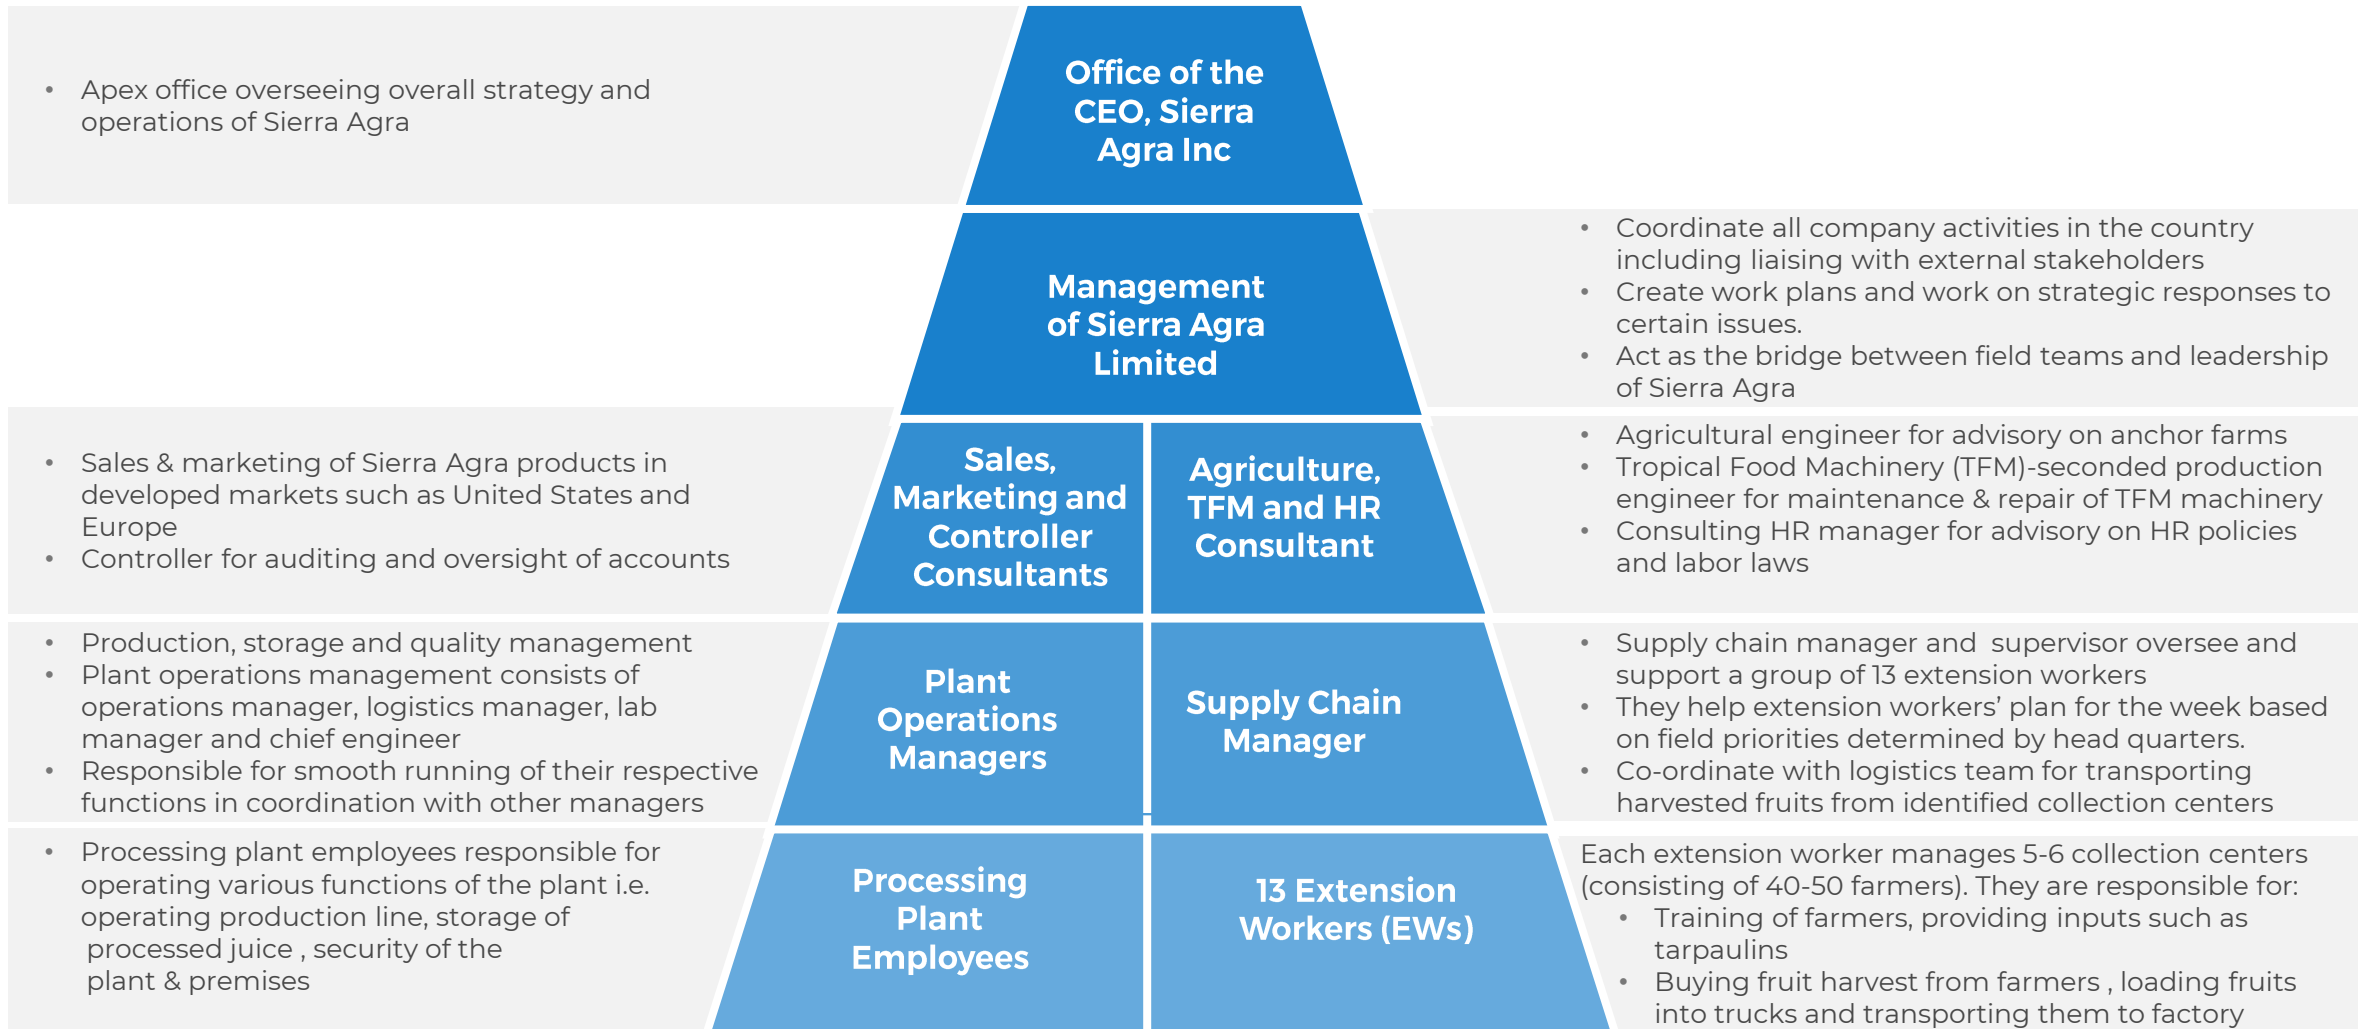 • Apex office overseeing overall strategy and
operations of Sierra Agra
Office of the
CEO, Sierra
Agra Inc
Management
of Sierra Agra
Limited
• Coordinate all company activities in the country
including liaising with external stakeholders
• Create work plans and work on strategic responses to
certain issues.
• Act as the bridge between field teams and leadership
of Sierra Agra
• Sales & marketing of Sierra Agra products in
developed markets such as United States and
Europe
• Controller for auditing and oversight of accounts
Sales,
Marketing and
Controller
Consultants
Agriculture,
TFM and HR
Consultant
• Agricultural engineer for advisory on anchor farms
• Tropical Food Machinery (TFM)-seconded production
engineer for maintenance & repair of TFM machinery
• Consulting HR manager for advisory on HR policies
and labor laws
• Production, storage and quality management
• Plant operations management consists of
operations manager, logistics manager, lab
manager and chief engineer
• Responsible for smooth running of their respective
functions in coordination with other managers
Plant
Operations
Managers
Supply Chain
Manager
• Supply chain manager and  supervisor oversee and
support a group of 13 extension workers
• They help extension workers’ plan for the week based
on field priorities determined by head quarters.
• Co-ordinate with logistics team for transporting
harvested fruits from identified collection centers
• Processing plant employees responsible for
operating various functions of the plant i.e.
operating production line, storage of
processed juice , security of the
plant & premises
Processing
Plant
Employees
13 Extension
Workers (EWs)
Each extension worker manages 5-6 collection centers
(consisting of 40-50 farmers). They are responsible for:
• Training of farmers, providing inputs such as
tarpaulins
• Buying fruit harvest from farmers , loading fruits
into trucks and transporting them to factory